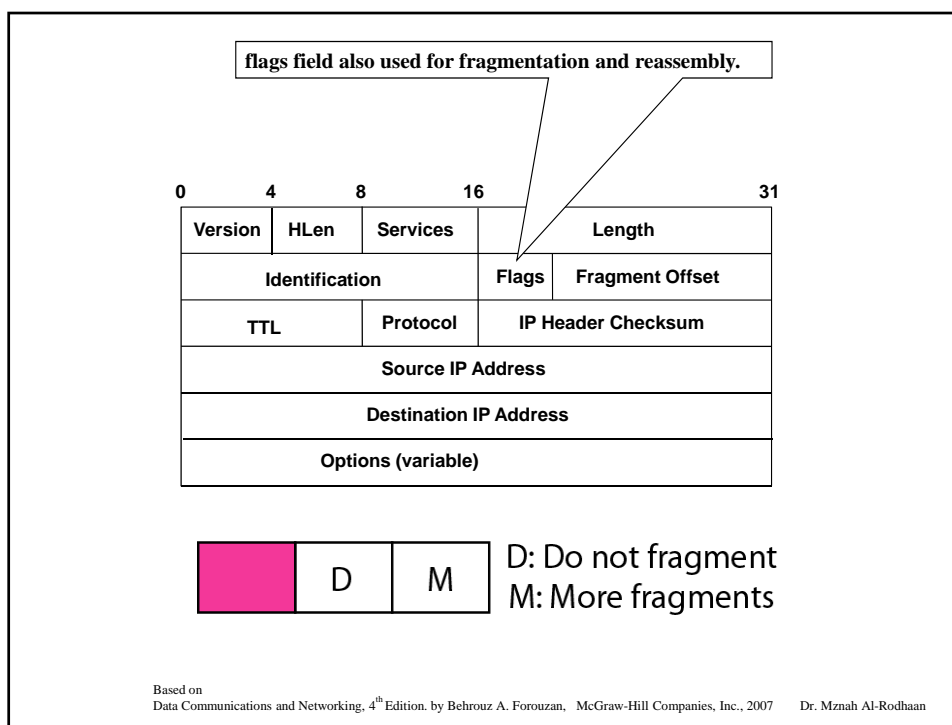 flags field also used for fragmentation and reassembly.
0 4 8 16 31
Version HLen Services Length
Identification Flags Fragment Offset
TTL Protocol IP Header Checksum
Source IP Address
Destination IP Address
Options (variable)
D M D: Do not fragment
M: More fragments
Based on
Data Communications and Networking, 4th Edition. by Behrouz A. Forouzan, McGraw-Hill Companies, Inc., 2007 Dr. Mznah Al-Rodhaan